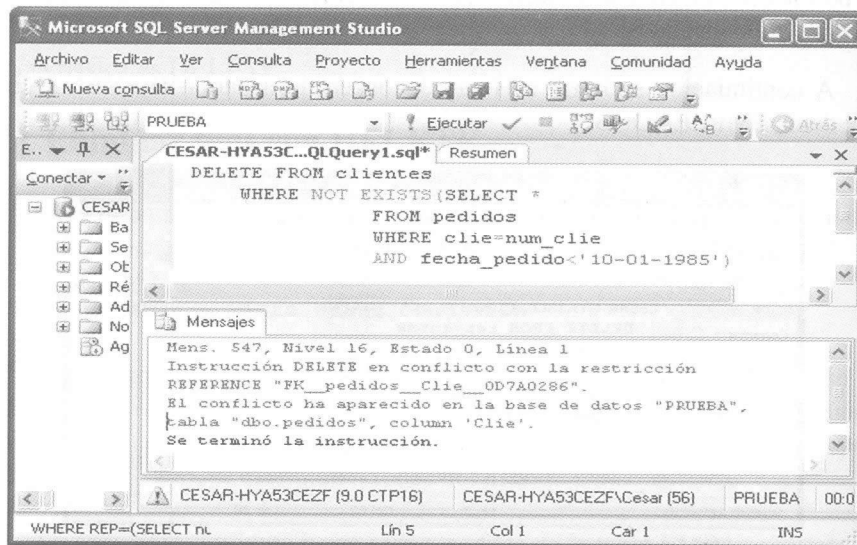 Microsoft SQL Server Management Studio
Archivo Editar Ver Consulta Proyecto Herramientas Ventana Comunidad Ayuda
Nueva consulta
PRUEBA Ejecutar Atrás
E..
CESAR-HYA53C...QLQuery1.sql* Resumen
Conectar
CESAR
Ba
Se
Ob
Ré
Ad
No
Ag
DELETE FROM clientes
WHERE NOT EXISTS(SELECT *
FROM pedidos
WHERE clie=num_clie
AND fecha_pedido<'10-01-1985')
Mensajes
Mens. 547, Nivel 16, Estado 0, Línea 1
Instrucción DELETE en conflicto con la restricción
REFERENCE "FK__pedidos__Clie__0D7A0286".
El conflicto ha aparecido en la base de datos "PRUEBA",
tabla "dbo.pedidos", column 'Clie'.
Se terminó la instrucción.
CESAR-HYA53CEZF (9.0 CTP16) CESAR-HYA53CEZF\Cesar (56) PRUEBA 00:0
WHERE REP=(SELECT nu Lín 5 Col 1 Car 1 INS